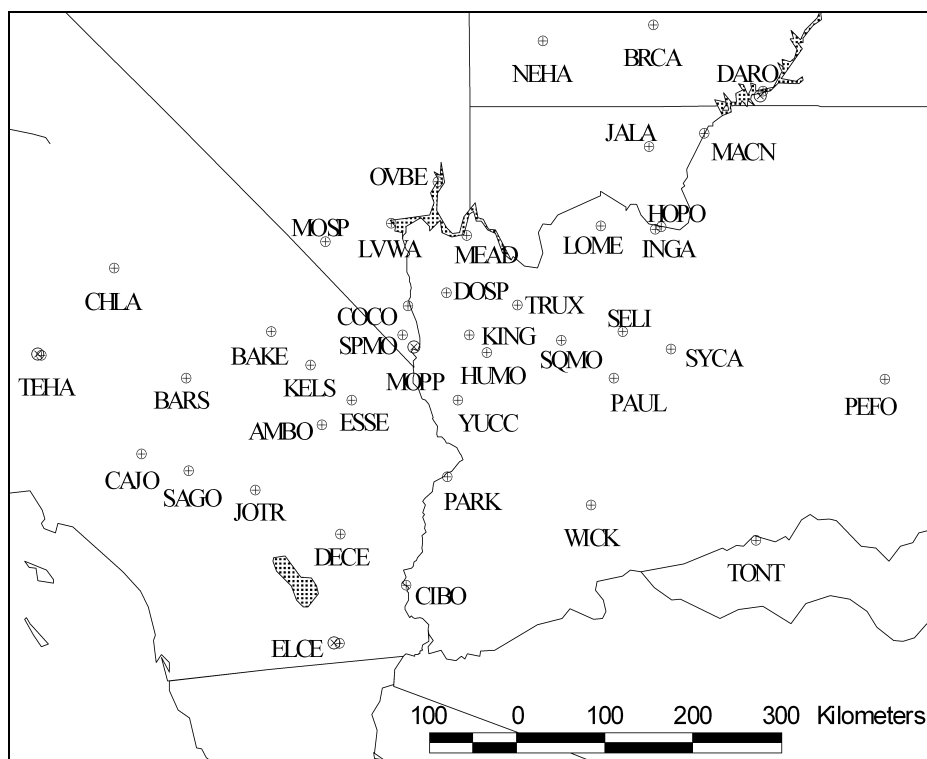 BRCA
NEHA
DARO
JALA
MACN
OVBE
HOPO
MOSP
LVWA
MEAD
LOME
INGA
CHLA
DOSP
TRUX
COCO
SELI
SPMO
KING
BAKE
SQMO
SYCA
HUMO
TEHA
KELS
MOPP
BARS
PAUL
PEFO
ESSE
YUCC
AMBO
CAJO
SAGO
PARK
JOTR
WICK
DECE
TONT
CIBO
ELCE
100 0 100 200 300 Kilometers